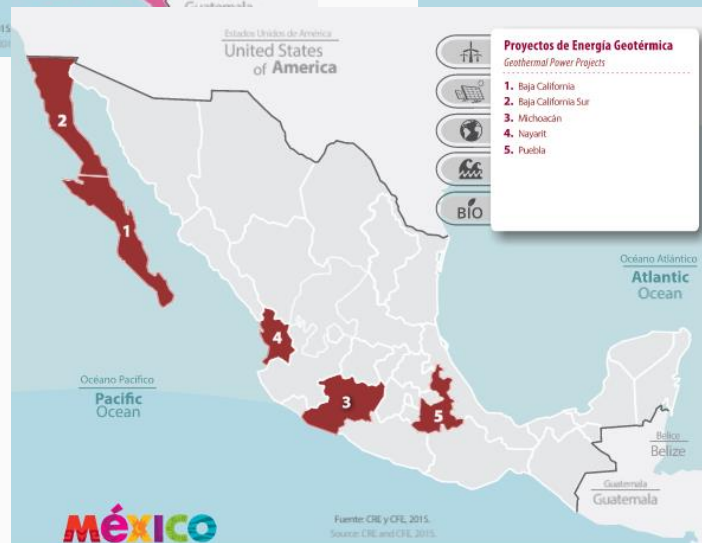 Guatemala
Estados Unidos de América
United States
of America
Proyectos de Energía Geotérmica
Geothermal Power Projects
1. Baja California
2. Baja California Sur
3. Michoacán
4. Nayarit
5. Puebla
BIO
2
1
4
3
5
Océano Atlántico
Atlantic
Ocean
Océano Pacífico
Pacific
Ocean
Belice
Belize
Guatemala
Guatemala
MéXICO
Fuente: CRE y CFE, 2015.
Source: CRE and CFE, 2015.